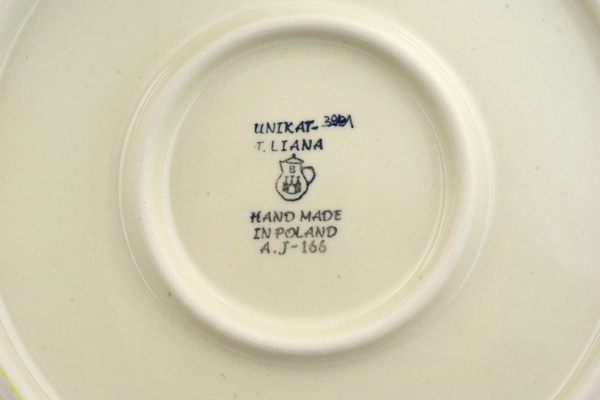 UNIKAT-
T. LIANA
B
HAND MADE
IN POLAND
A.J-166